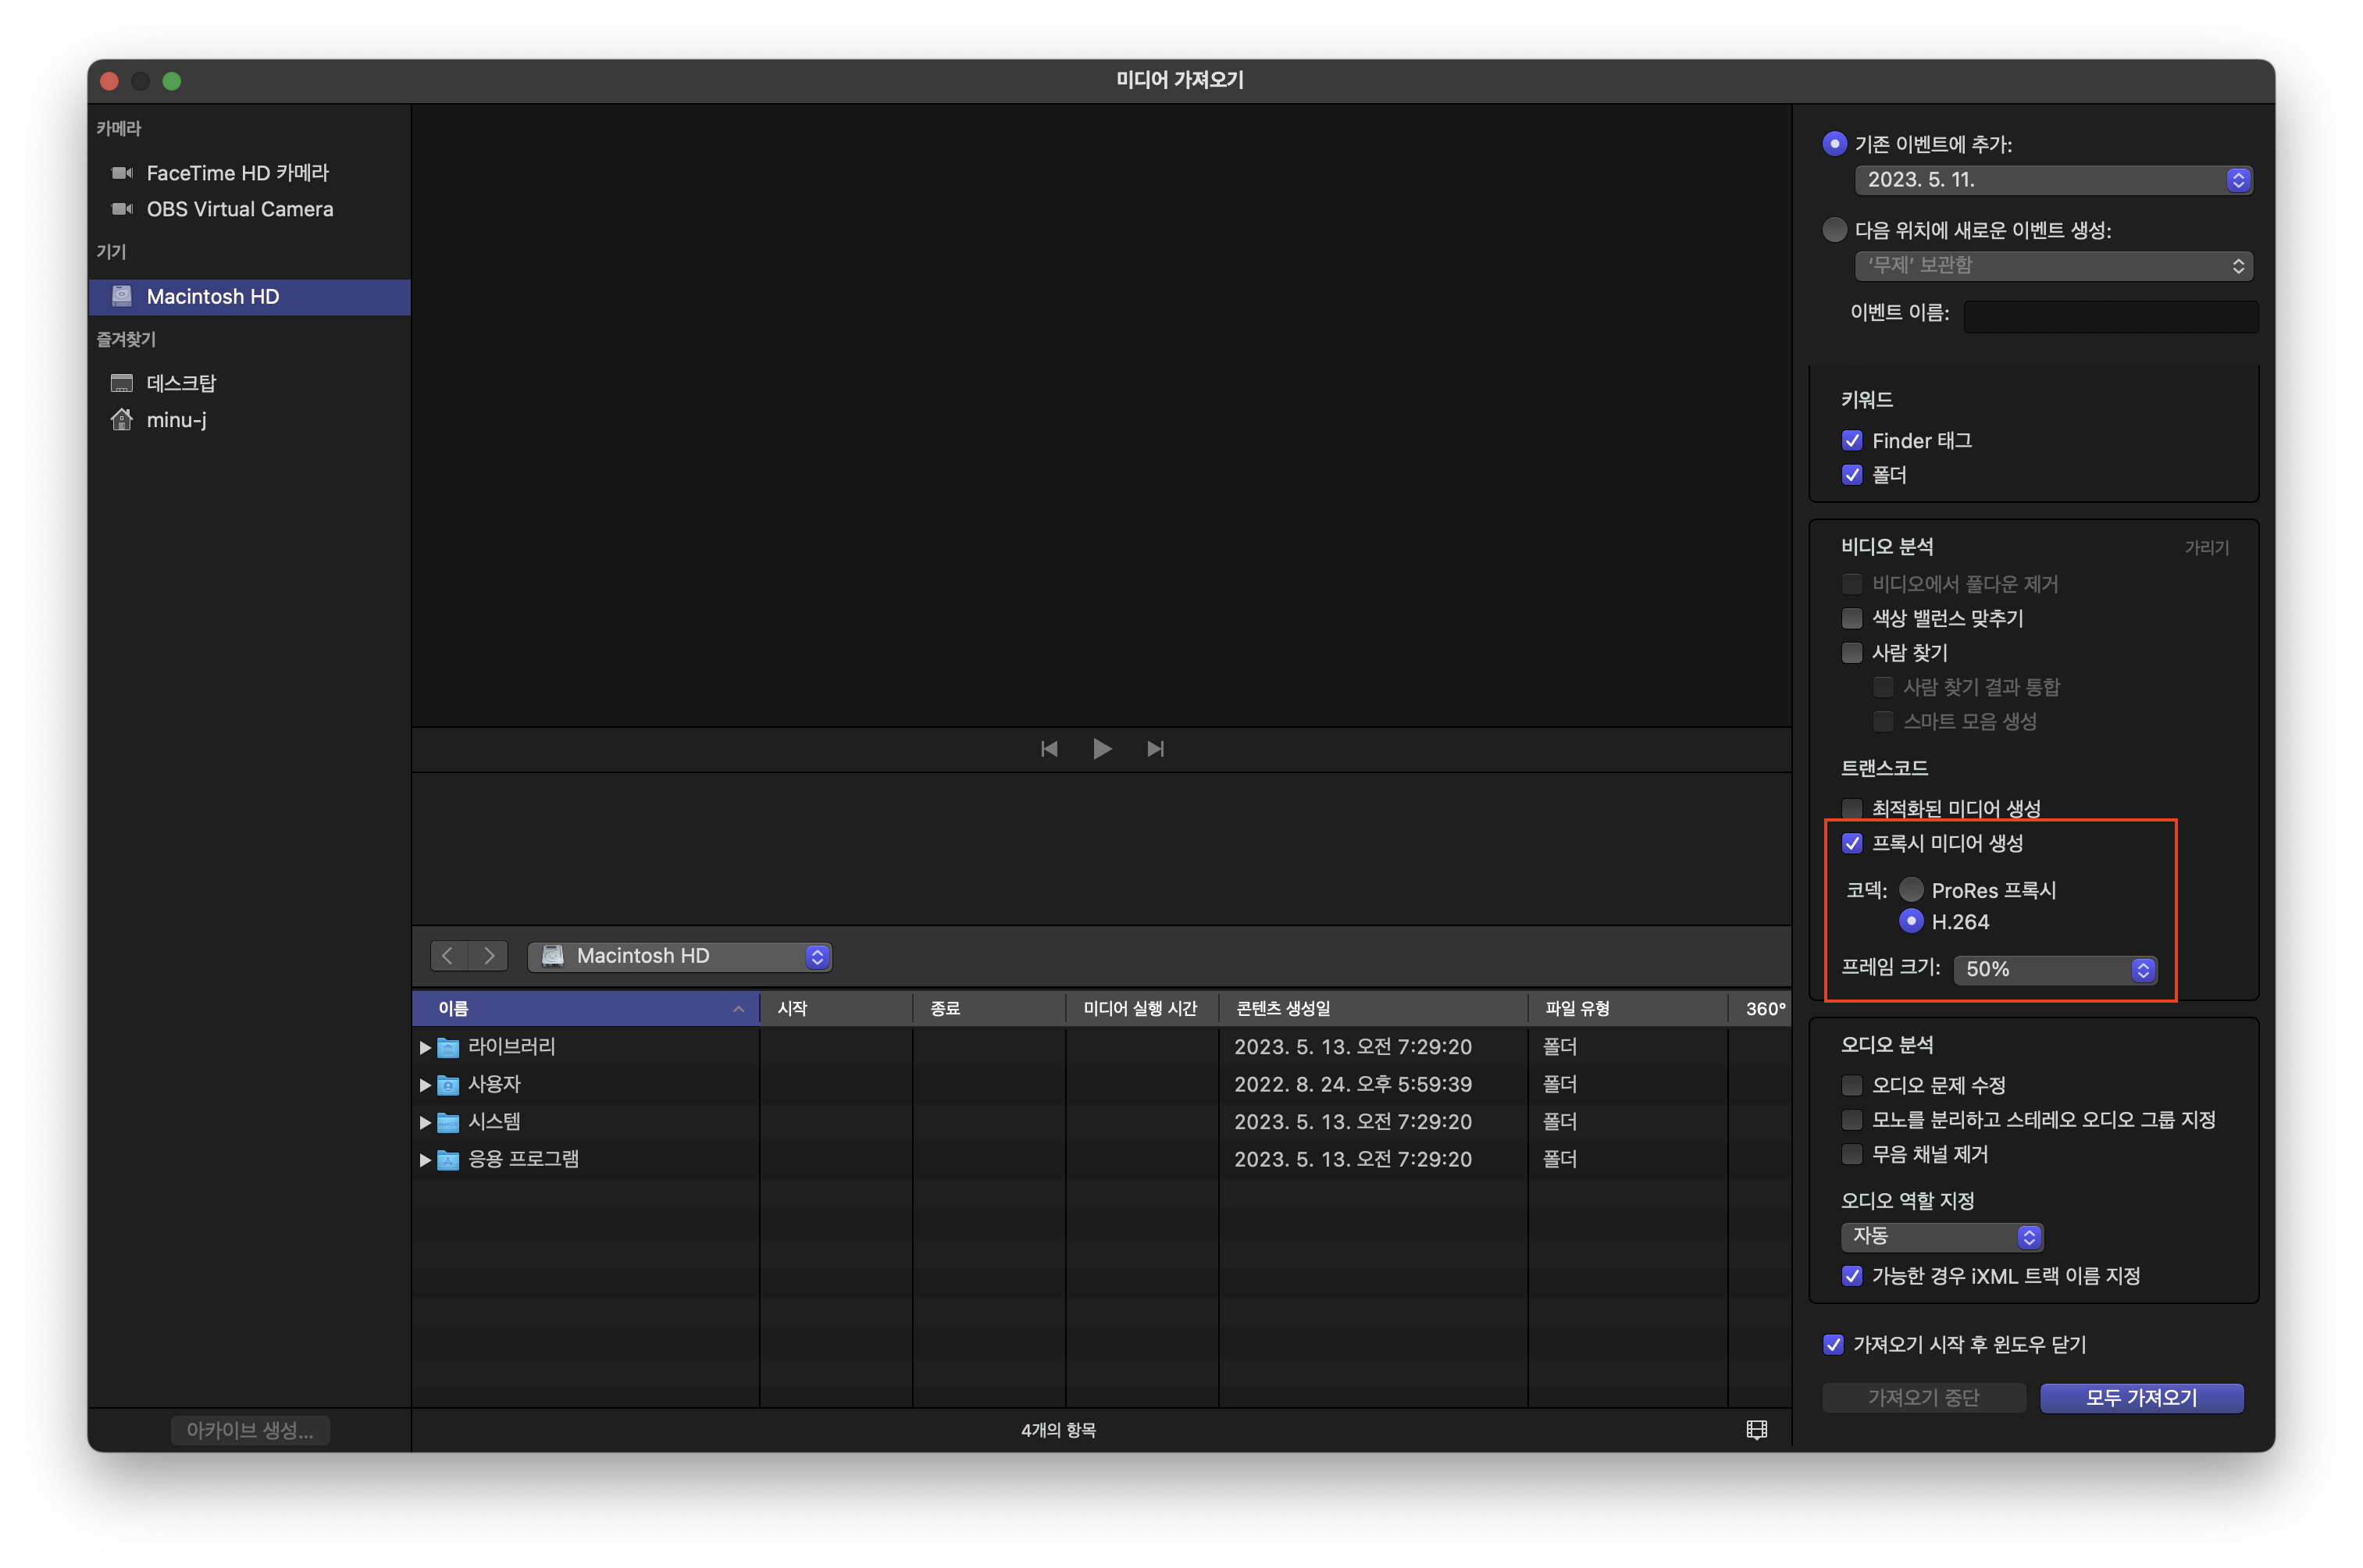 미디어 가져오기
카메라
FaceTime HD 카메라
OBS Virtual Camera
기기
Macintosh HD
즐겨찾기
데스크탑
minu-j
아카이브 생성...
Macintosh HD
이름
시작
종료
미디어 실행 시간
콘텐츠 생성일
파일 유형
360°
라이브러리
2023. 5. 13. 오전 7:29:20
폴더
사용자
2022. 8. 24. 오후 5:59:39
폴더
시스템
2023. 5. 13. 오전 7:29:20
폴더
응용 프로그램
2023. 5. 13. 오전 7:29:20
폴더
4개의 항목
기존 이벤트에 추가:
2023. 5. 11.
다음 위치에 새로운 이벤트 생성:
‘무제’ 보관함
이벤트 이름:
키워드
Finder 태그
폴더
비디오 분석
가리기
비디오에서 풀다운 제거
색상 밸런스 맞추기
사람 찾기
사람 찾기 결과 통합
스마트 모음 생성
트랜스코드
최적화된 미디어 생성
프록시 미디어 생성
코덱:
ProRes 프록시
H.264
프레임 크기:
50%
오디오 분석
오디오 문제 수정
모노를 분리하고 스테레오 오디오 그룹 지정
무음 채널 제거
오디오 역할 지정
자동
가능한 경우 iXML 트랙 이름 지정
가져오기 시작 후 윈도우 닫기
가져오기 중단
모두 가져오기